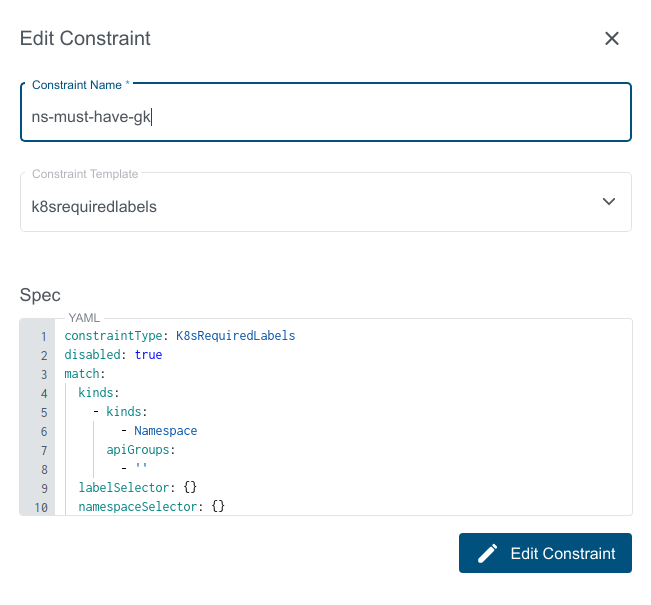 Edit Constraint
Constraint Name *
ns-must-have-gk
Constraint Template
k8srequiredlabels
Spec
YAML
1 constraintType: K8sRequiredLabels
2 disabled: true
3 match:
4   kinds:
5     - kinds:
6         - Namespace
7       apiGroups:
8         - ''
9   labelSelector: {}
10   namespaceSelector: {}
Edit Constraint